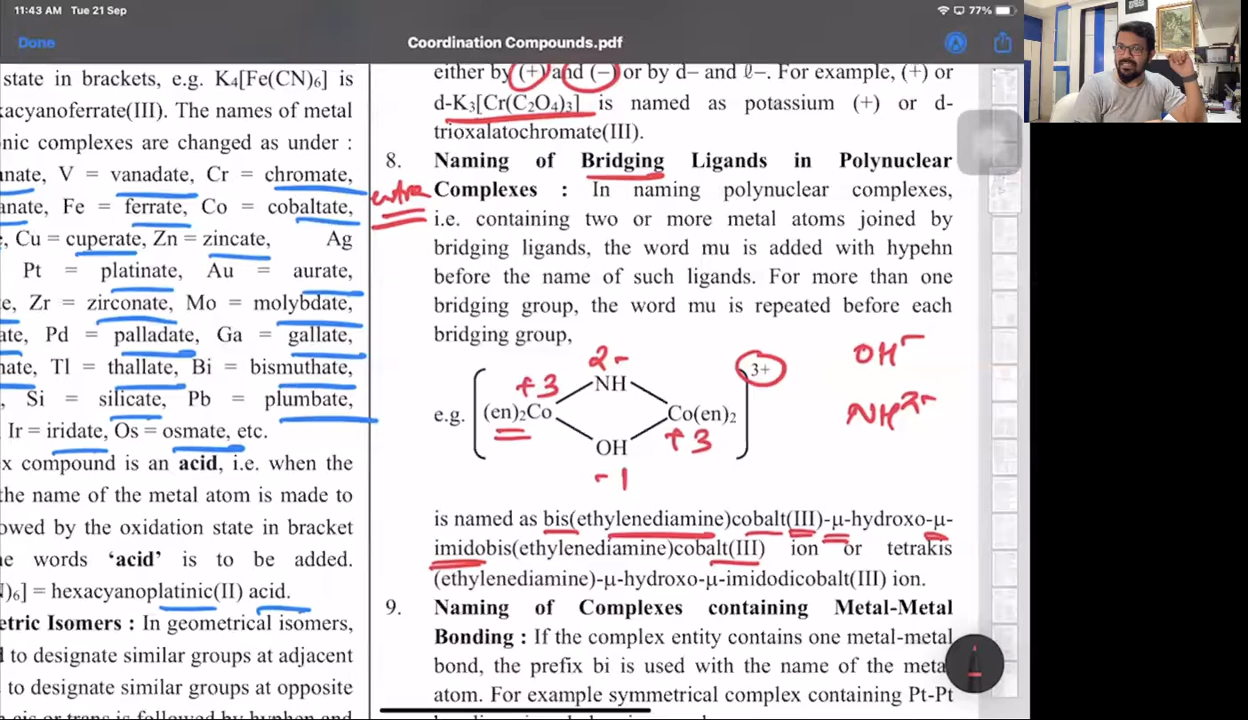 11:43 AM Tue 21 Sep
77%
Done
Coordination Compounds.pdf
state in brackets, e.g. K₄[Fe(CN)₆] is
acyanoferrate(III). The names of metal
nic complexes are changed as under :
nate, V = vanadate, Cr = chromate,
anate, Fe = ferrate, Co = cobaltate,
, Cu = cuperate, Zn = zincate, Ag
Pt = platinate, Au = aurate,
e, Zr = zirconate, Mo = molybdate,
ate, Pd = palladate, Ga = gallate,
nate, Tl = thallate, Bi = bismuthate,
, Si = silicate, Pb = plumbate,
Ir = iridate, Os = osmate, etc.
ex compound is an acid, i.e. when the
the name of the metal atom is made to
owed by the oxidation state in bracket
e words ‘acid’ is to be added.
)₆] = hexacyanoplatinic(II) acid.
etric Isomers : In geometrical isomers,
d to designate similar groups at adjacent
to designate similar groups at opposite
cis or trans is followed by hyphen and
either by (+) and (−) or by d− and ℓ−. For example, (+) or
d-K₃[Cr(C₂O₄)₃] is named as potassium (+) or d-
trioxalatochromate(III).
8. Naming of Bridging Ligands in Polynuclear
extra
Complexes : In naming polynuclear complexes,
i.e. containing two or more metal atoms joined by
bridging ligands, the word mu is added with hypehn
before the name of such ligands. For more than one
bridging group, the word mu is repeated before each
bridging group,
2-
NH
3+
+3
e.g. (en)₂Co
Co(en)₂
+3
OH
-1
OH⁻
NH²⁻
is named as bis(ethylenediamine)cobalt(III)-μ-hydroxo-μ-
imidobis(ethylenediamine)cobalt(III) ion or tetrakis
(ethylenediamine)-μ-hydroxo-μ-imidodicobalt(III) ion.
9. Naming of Complexes containing Metal-Metal
Bonding : If the complex entity contains one metal-metal
bond, the prefix bi is used with the name of the meta
atom. For example symmetrical complex containing Pt-Pt